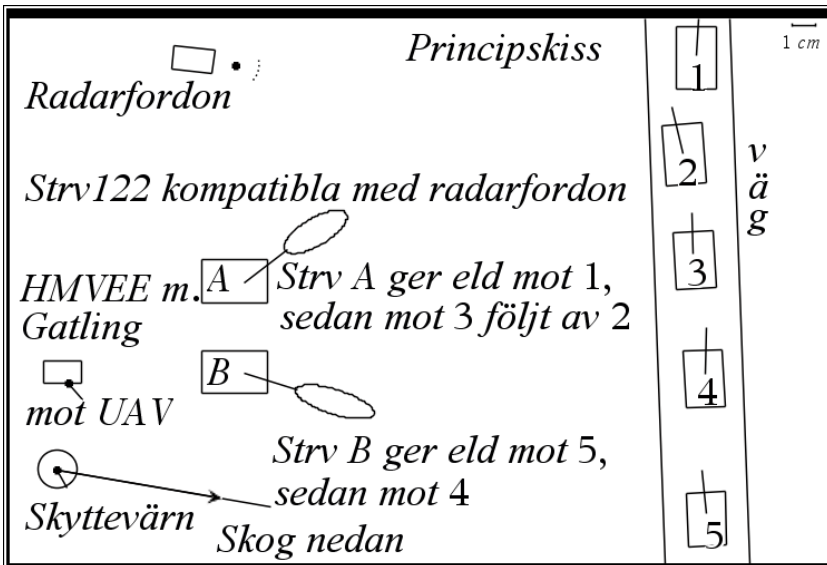 Principskiss
1 cm
Radarfordon
1
2
väg
Strv122 kompatibla med radarfordon
3
HMVEE m.
Gatling
A
Strv A ger eld mot 1,
sedan mot 3 följt av 2
B
4
mot UAV
Strv B ger eld mot 5,
sedan mot 4
Skyttevärn
Skog nedan
5